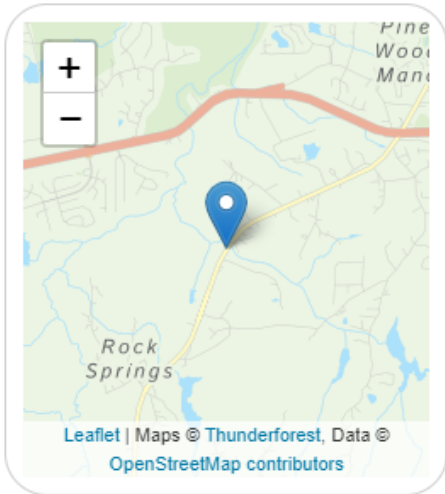 +
−
Pine
Wood
Mano
Rock
Springs
Leaflet | Maps © Thunderforest, Data ©
OpenStreetMap contributors